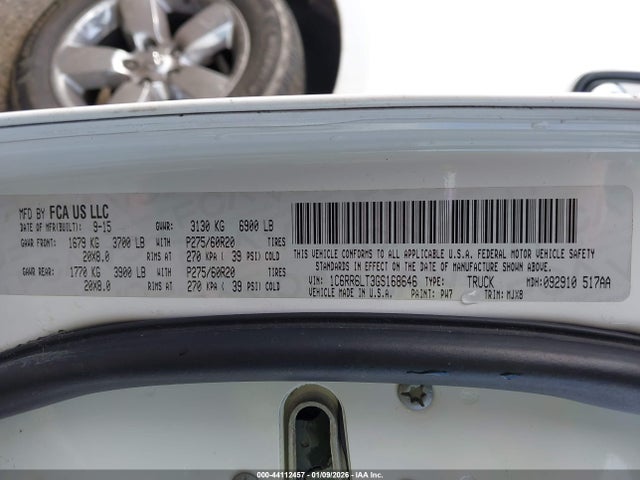 MFD BY FCA US LLC
DATE OF MFR(BUILT): 9-15 GVWR: 3130 KG 6900 LB
GAWR FRONT: 1679 KG 3700 LB WITH P275/60R20 TIRES
20X8.0 RIMS AT 270 KPA ( 39 PSI) COLD
GAWR REAR: 1770 KG 3900 LB WITH P275/60R20 TIRES
20X8.0 RIMS AT 270 KPA ( 39 PSI) COLD
THIS VEHICLE CONFORMS TO ALL APPLICABLE U.S.A. FEDERAL MOTOR VEHICLE SAFETY
STANDARDS IN EFFECT ON THE DATE OF MANUFACTURE SHOWN ABOVE.
VIN: 1C6RR6LT3GS168646 TYPE: TRUCK MDH:092910 517AA
VEHICLE MADE IN U.S.A. PAINT: PW7 TRIM: MJX8
000-44112457 - 01/09/2026 - IAA Inc.